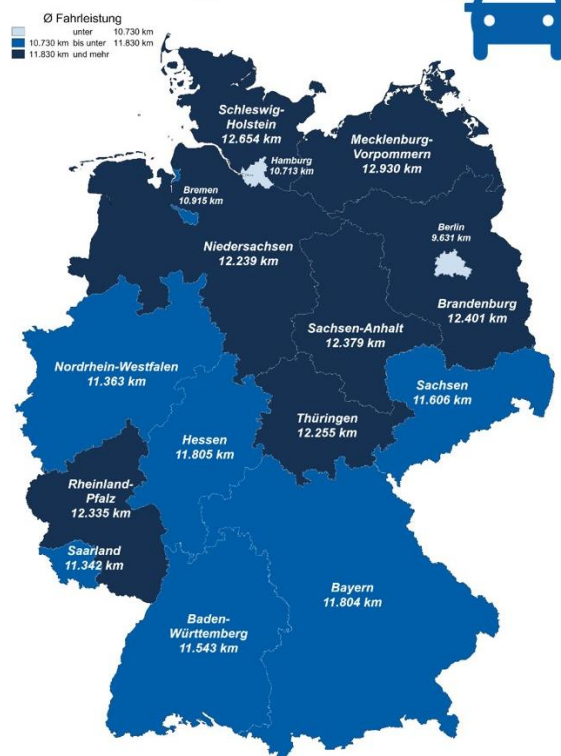 Ø Fahrleistung
unter 10.730 km
10.730 km bis unter 11.830 km
11.830 km und mehr
Schleswig-
Holstein
12.654 km
Mecklenburg-
Vorpommern
12.930 km
Hamburg
10.713 km
Bremen
10.915 km
Berlin
9.631 km
Niedersachsen
12.239 km
Brandenburg
12.401 km
Sachsen-Anhalt
12.379 km
Nordrhein-Westfalen
11.363 km
Sachsen
11.606 km
Thüringen
12.255 km
Hessen
11.805 km
Rheinland-
Pfalz
12.335 km
Saarland
11.342 km
Bayern
11.804 km
Baden-
Württemberg
11.543 km